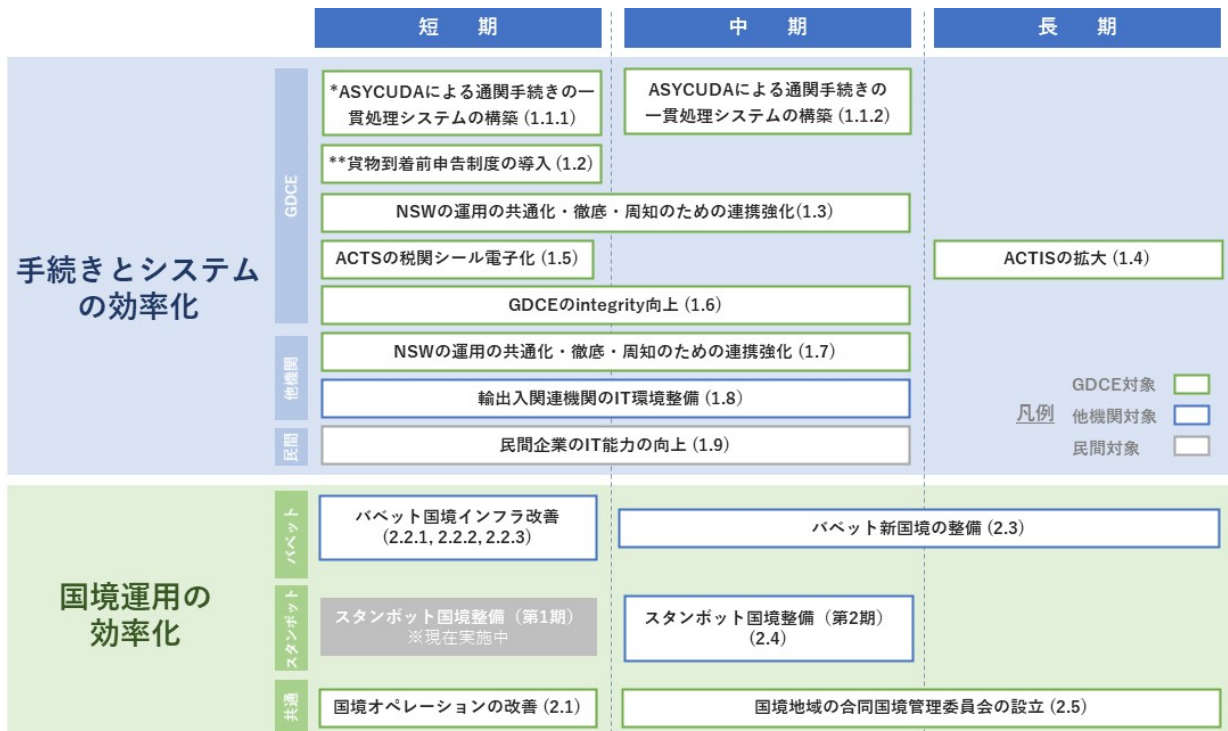 短　期
中　期
長　期
手続きとシステム
の効率化
GDCE
*ASYCUDAによる通関手続きの一
貫処理システムの構築 (1.1.1)
ASYCUDAによる通関手続きの
一貫処理システムの構築 (1.1.2)
**貨物到着前申告制度の導入 (1.2)
NSWの運用の共通化・徹底・周知のための連携強化(1.3)
ACTSの税関シール電子化 (1.5)
ACTISの拡大 (1.4)
GDCEのintegrity向上 (1.6)
他機関
NSWの運用の共通化・徹底・周知のための連携強化 (1.7)
輸出入関連機関のIT環境整備 (1.8)
民間
民間企業のIT能力の向上 (1.9)
凡例
GDCE対象
他機関対象
民間対象
国境運用の
効率化
バベット
バベット国境インフラ改善
(2.2.1, 2.2.2, 2.2.3)
バベット新国境の整備 (2.3)
スタンボット
スタンボット国境整備（第1期）
※現在実施中
スタンボット国境整備（第2期）
(2.4)
共通
国境オペレーションの改善 (2.1)
国境地域の合同国境管理委員会の設立 (2.5)